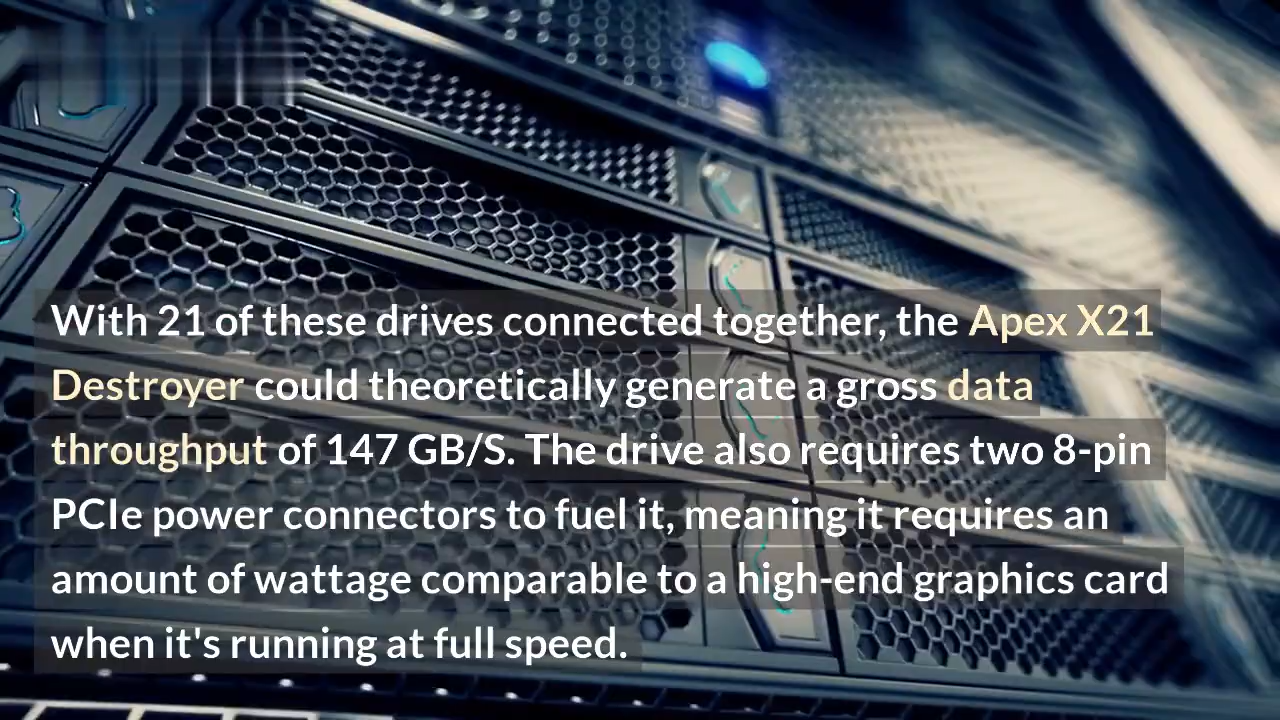 With 21 of these drives connected together, the Apex X21
Destroyer could theoretically generate a gross data
throughput of 147 GB/S. The drive also requires two 8-pin
PCIe power connectors to fuel it, meaning it requires an
amount of wattage comparable to a high-end graphics card
when it's running at full speed.